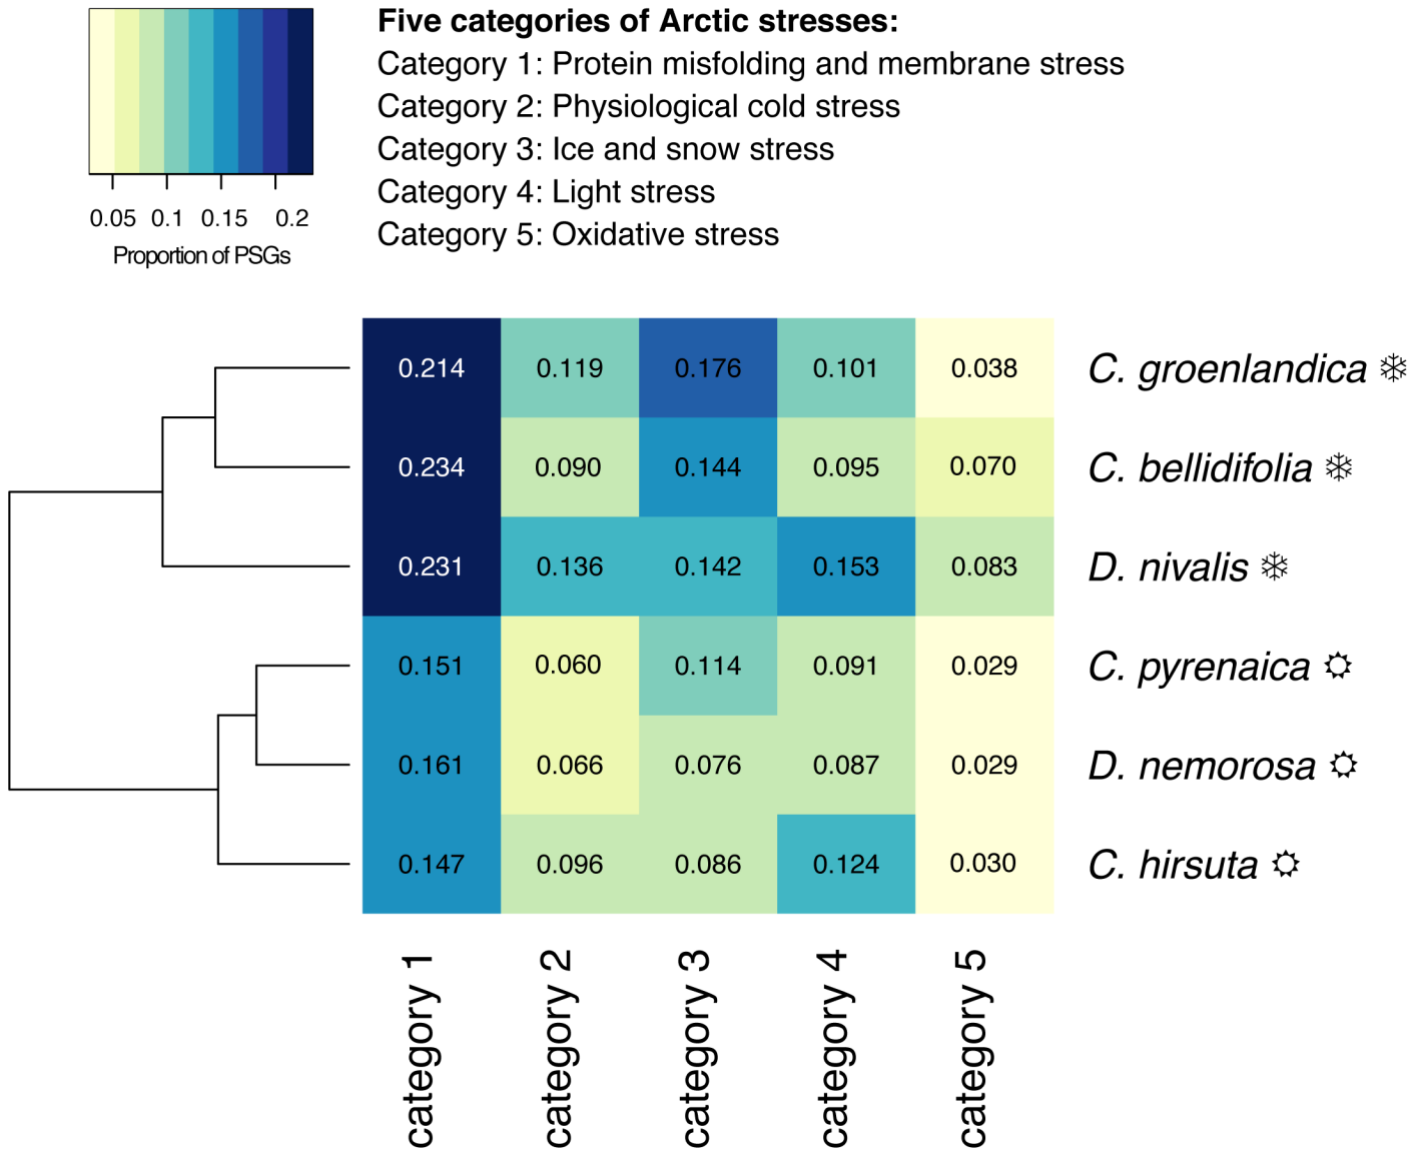 Five categories of Arctic stresses:
Category 1: Protein misfolding and membrane stress
Category 2: Physiological cold stress
Category 3: Ice and snow stress
Category 4: Light stress
Category 5: Oxidative stress
0.05 0.1 0.15 0.2
Proportion of PSGs
0.214 0.119 0.176 0.101 0.038 C. groenlandica
0.234 0.090 0.144 0.095 0.070 C. bellidifolia
0.231 0.136 0.142 0.153 0.083 D. nivalis
0.151 0.060 0.114 0.091 0.029 C. pyrenaica
0.161 0.066 0.076 0.087 0.029 D. nemorosa
0.147 0.096 0.086 0.124 0.030 C. hirsuta
category 1
category 2
category 3
category 4
category 5